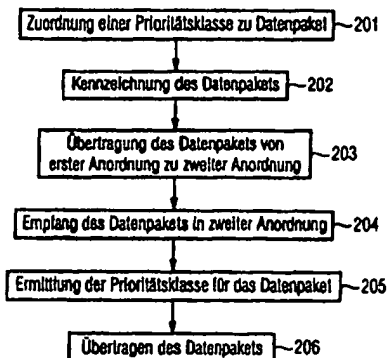 Zuordnung einer Prioritätsklasse zu Datenpaket 201
Kennzeichnung des Datenpakets 202
Übertragung des Datenpakets von
erster Anordnung zu zweiter Anordnung 203
Empfang des Datenpakets in zweiter Anordnung 204
Ermittlung der Prioritätsklasse für das Datenpaket 205
Übertragen des Datenpakets 206